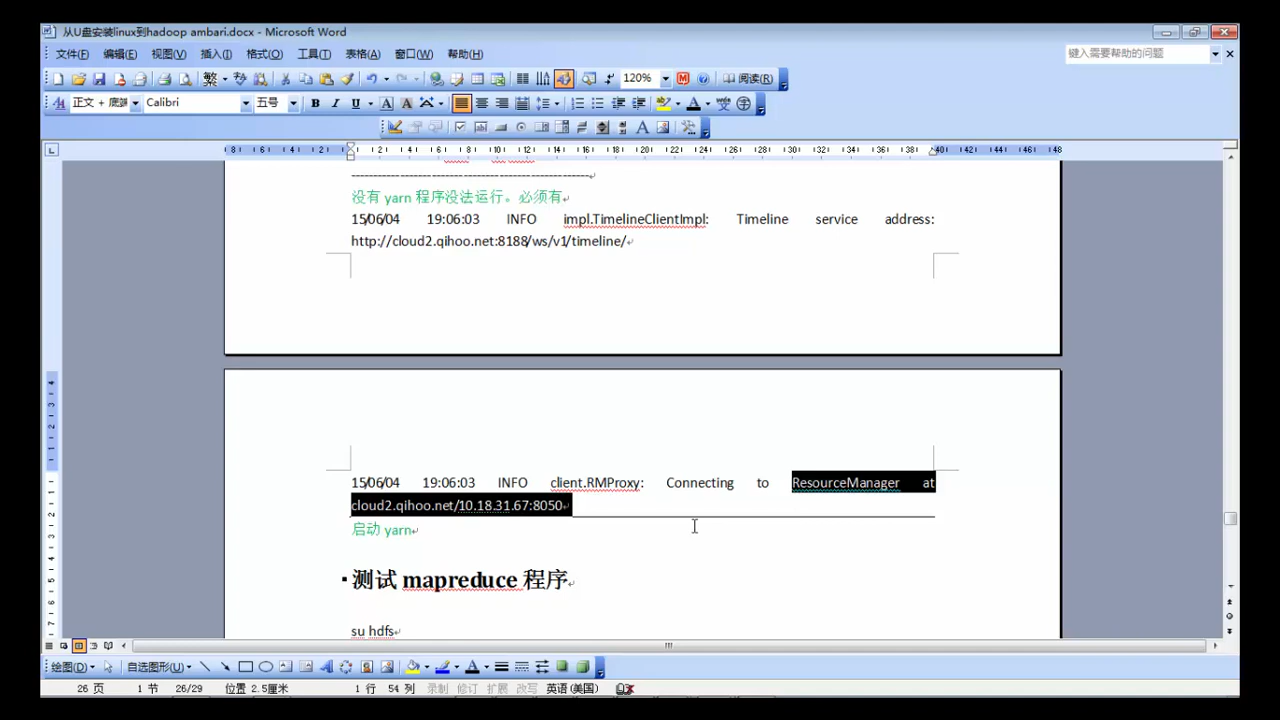 从U盘安装linux到hadoop ambari.docx - Microsoft Word
文件(F) 编辑(E) 视图(V) 插入(I) 格式(O) 工具(T) 表格(A) 窗口(W) 帮助(H) 键入需要帮助的问题
120% 阅读(R)
正文 + 底端 Calibri 五号
没有 yarn 程序没法运行。必须有
15/06/04 19:06:03 INFO impl.TimelineClientImpl: Timeline service address:
http://cloud2.qihoo.net:8188/ws/v1/timeline/
15/06/04 19:06:03 INFO client.RMProxy: Connecting to ResourceManager at
cloud2.qihoo.net/10.18.31.67:8050
启动 yarn
测试 mapreduce 程序
su hdfs
绘图(D) 自选图形(U)
26 页 1 节 26/29 位置 2.5厘米 1 行 54 列 录制 修订 扩展 改写 英语(美国)